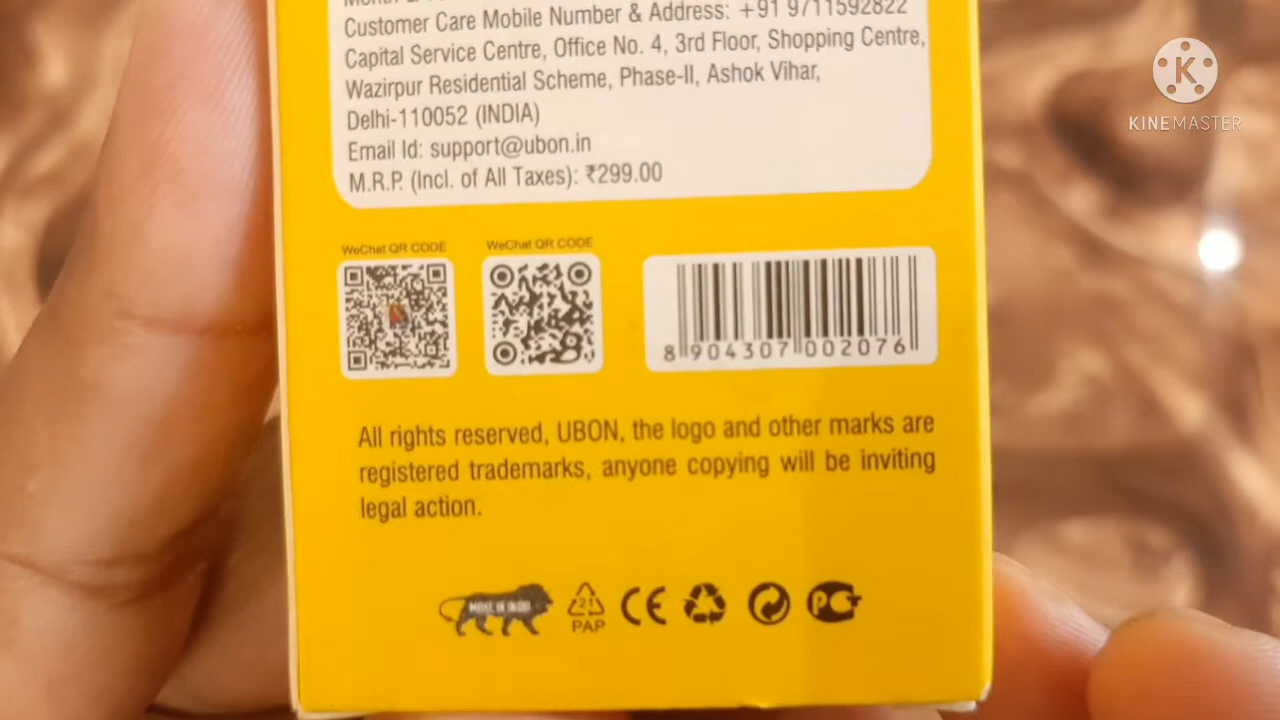 Customer Care Mobile Number & Address: +91 9711592822
Capital Service Centre, Office No. 4, 3rd Floor, Shopping Centre,
Wazirpur Residential Scheme, Phase-II, Ashok Vihar,
Delhi-110052 (INDIA)
Email Id: support@ubon.in
M.R.P. (Incl. of All Taxes): ₹299.00
WeChat QR CODE
WeChat QR CODE
8 904307 002076
All rights reserved, UBON, the logo and other marks are
registered trademarks, anyone copying will be inviting
legal action.
MAKE IN INDIA
21
PAP
CE
PG
K
KINEMASTER